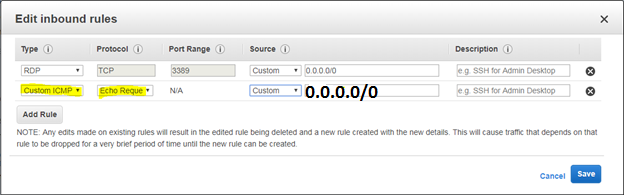 Edit inbound rules
Type Protocol Port Range Source Description
RDP TCP 3389 Custom 0.0.0.0/0 e.g. SSH for Admin Desktop
Custom ICMP Echo Reque N/A Custom 0.0.0.0/0 e.g. SSH for Admin Desktop
Add Rule
NOTE: Any edits made on existing rules will result in the edited rule being deleted and a new rule created with the new details. This will cause traffic that depends on that
rule to be dropped for a very brief period of time until the new rule can be created.
Cancel Save